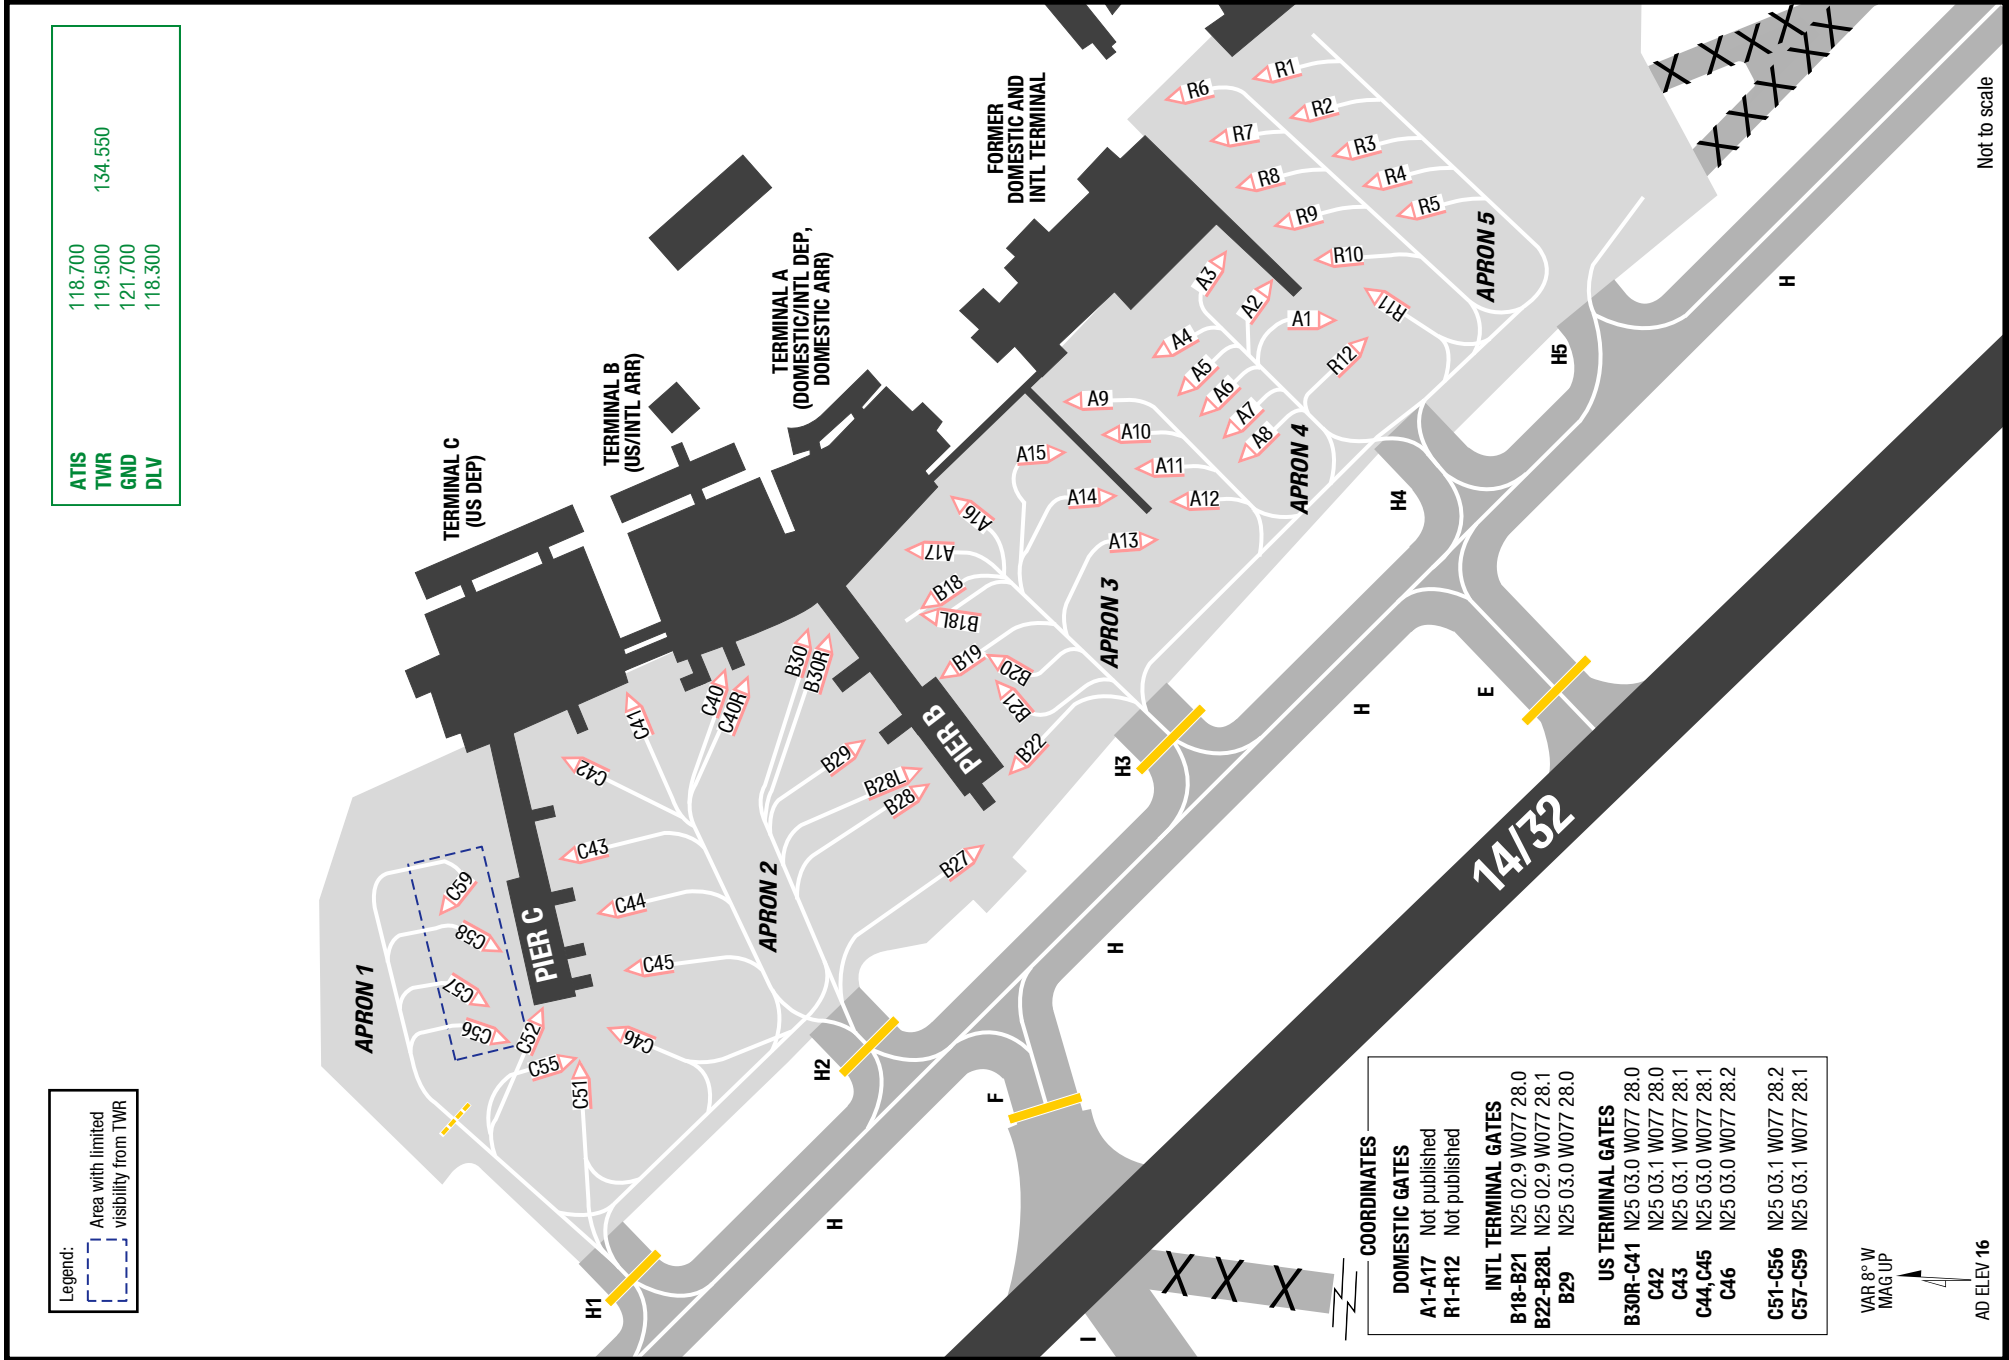 ATIS 118.700
TWR 119.500 134.550
GND 121.700
DLV 118.300
Legend:
Area with limited
visibility from TWR
TERMINAL C
(US DEP)
TERMINAL B
(US/INTL ARR)
TERMINAL A
(DOMESTIC/INTL DEP,
DOMESTIC ARR)
FORMER
DOMESTIC AND
INTL TERMINAL
APRON 1
C59
C58
C57
C56
C52
C55
C51
PIER C
APRON 2
C46
C45
C44
C43
C42
C41
C40
C40R
B30
B30R
B29
B28L
B28
B27
PIER B
APRON 3
B22
B21
B20
B19
B18L
B18
A17
A16
A15
A14
A13
APRON 4
A12
A11
A10
A9
A8
A7
A6
A5
A4
A3
A2
A1
APRON 5
R12
R11
R10
R9
R8
R7
R6
R5
R4
R3
R2
R1
H1
H2
H3
H4
H5
H
H
H
H
E
F
I
14/32
COORDINATES
DOMESTIC GATES
A1-A17 Not published
R1-R12 Not published
INTL TERMINAL GATES
B18-B21 N25 02.9 W077 28.0
B22-B28L N25 02.9 W077 28.1
B29 N25 03.0 W077 28.0
US TERMINAL GATES
B30R-C41 N25 03.0 W077 28.0
C42 N25 03.1 W077 28.0
C43 N25 03.1 W077 28.1
C44,C45 N25 03.0 W077 28.1
C46 N25 03.0 W077 28.2
C51-C56 N25 03.1 W077 28.2
C57-C59 N25 03.1 W077 28.1
VAR 8° W
MAG UP
AD ELEV 16
Not to scale